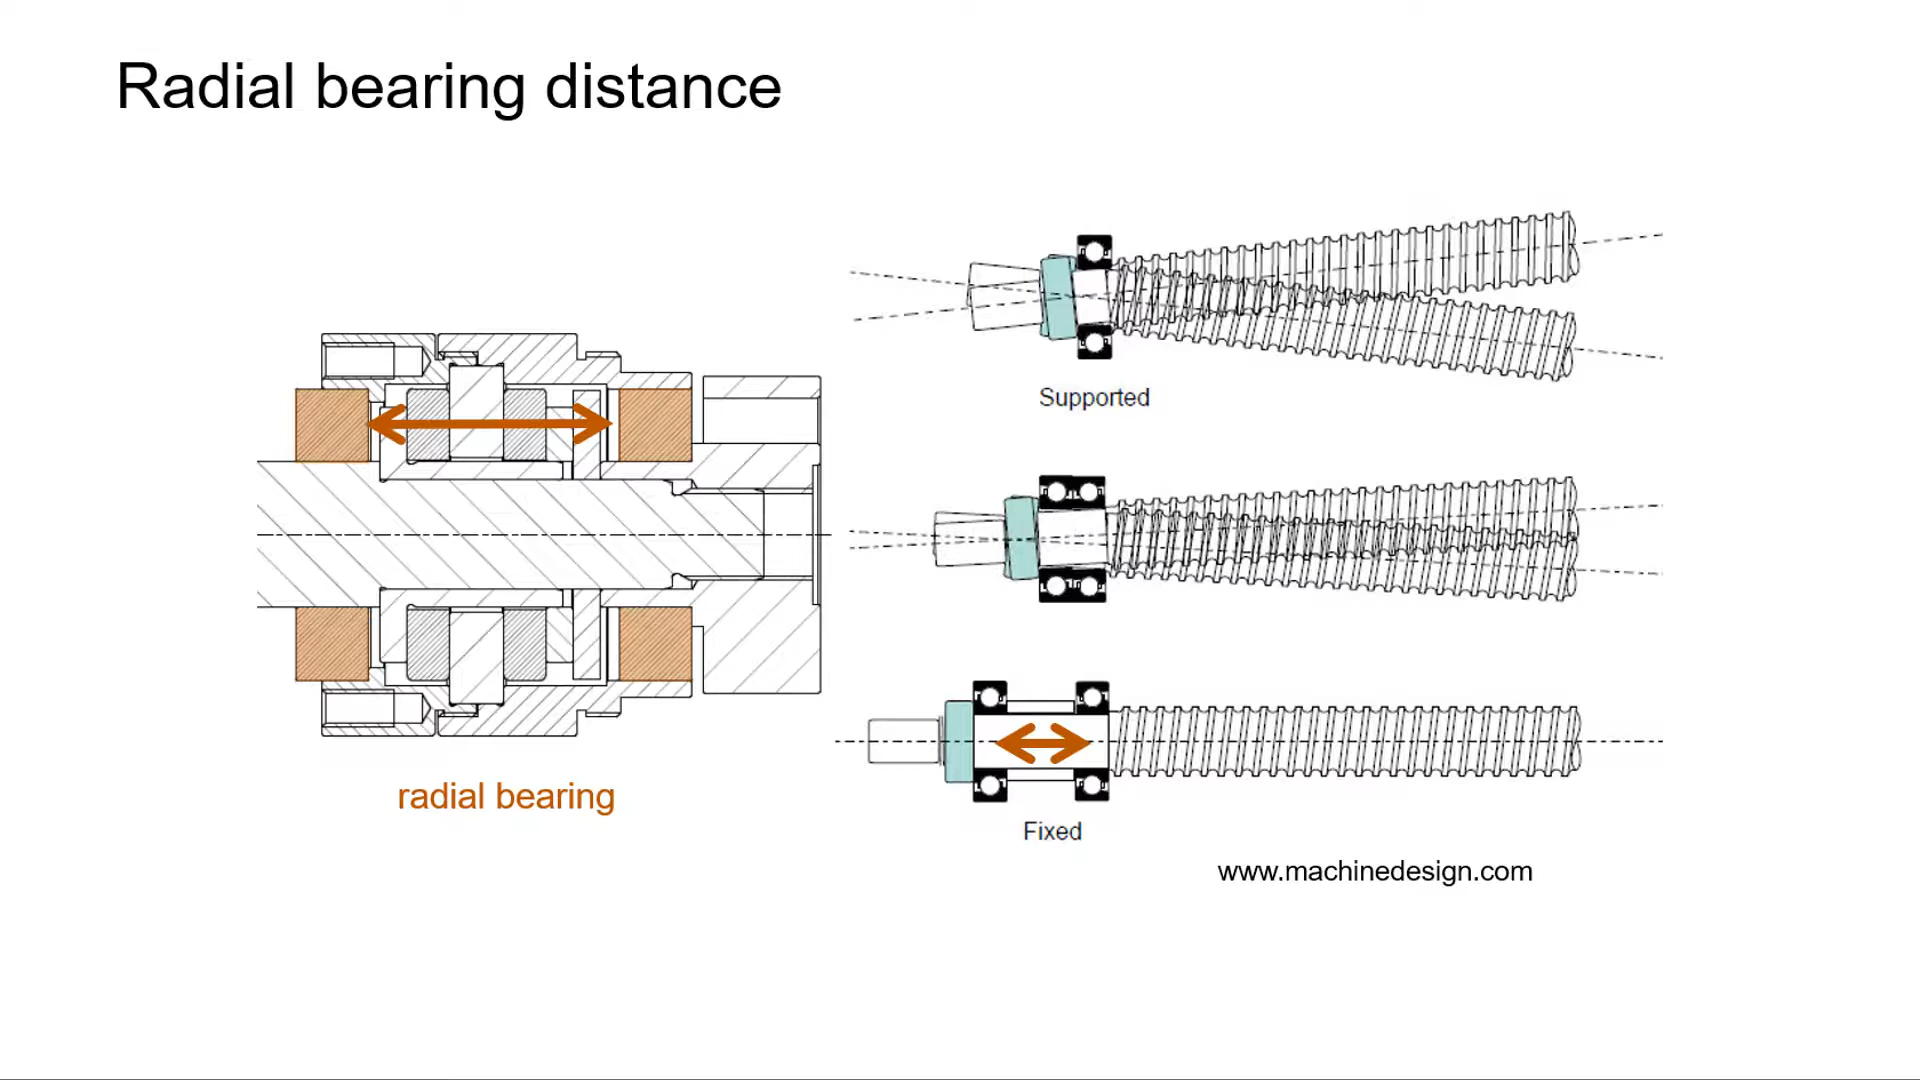 Radial bearing distance
Supported
radial bearing
Fixed
www.machinedesign.com